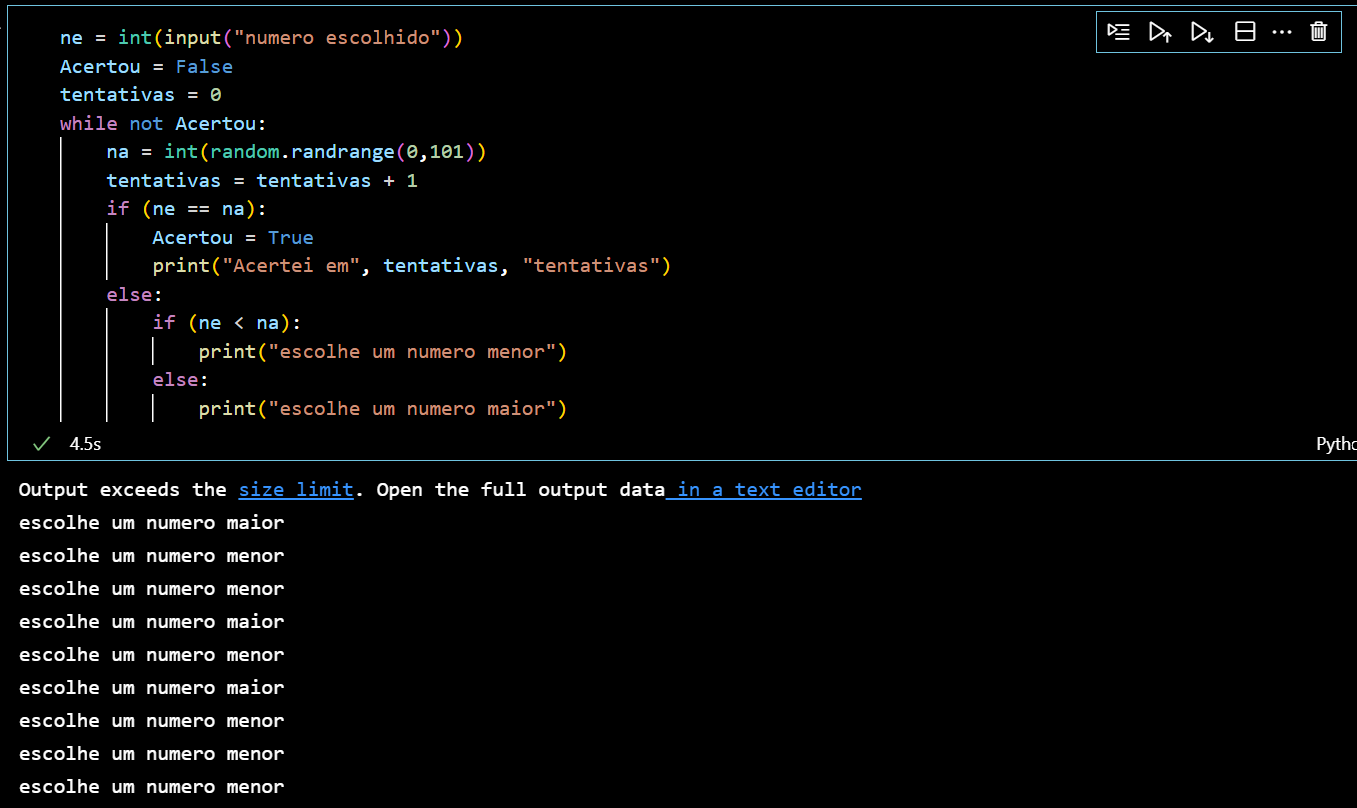 ne = int(input("numero escolhido"))
Acertou = False
tentativas = 0
while not Acertou:
    na = int(random.randrange(0,101))
    tentativas = tentativas + 1
    if (ne == na):
        Acertou = True
        print("Acertei em", tentativas, "tentativas")
    else:
        if (ne < na):
            print("escolhe um numero menor")
        else:
            print("escolhe um numero maior")
4.5s
Pytho
Output exceeds the size limit. Open the full output data in a text editor
escolhe um numero maior
escolhe um numero menor
escolhe um numero menor
escolhe um numero maior
escolhe um numero menor
escolhe um numero maior
escolhe um numero menor
escolhe um numero menor
escolhe um numero menor